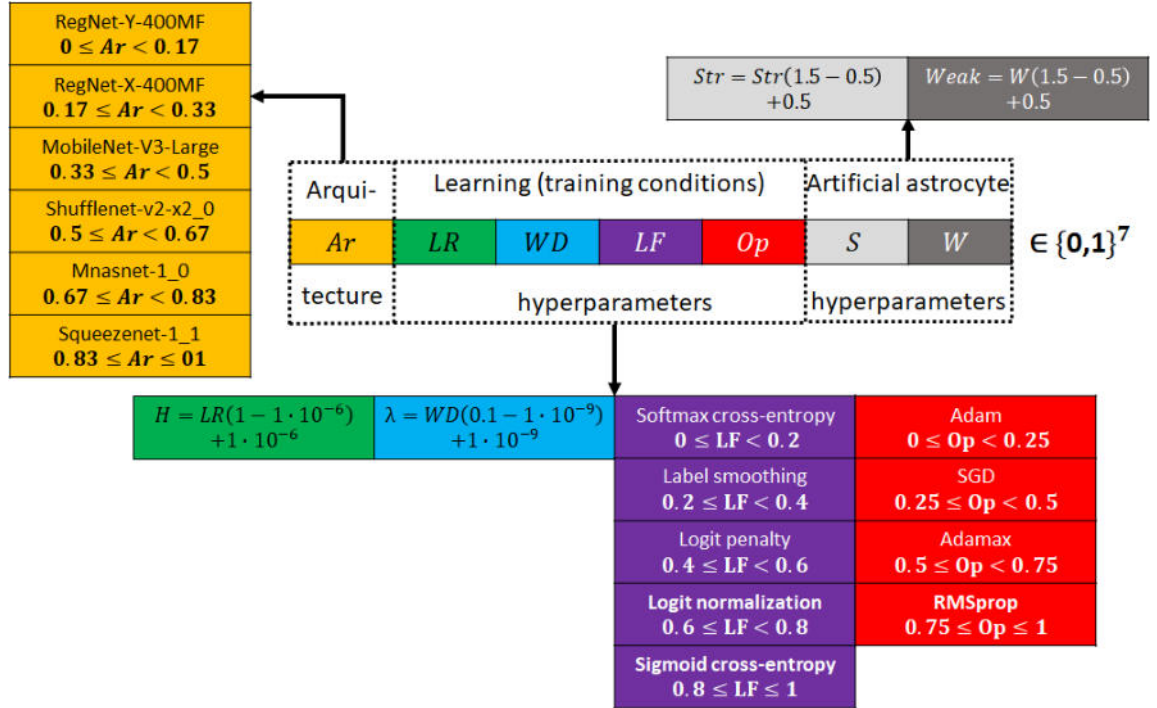 RegNet-Y-400MF
0 ≤ Ar < 0.17
RegNet-X-400MF
0.17 ≤ Ar < 0.33
MobileNet-V3-Large
0.33 ≤ Ar < 0.5
Shufflenet-v2-x2_0
0.5 ≤ Ar < 0.67
Mnasnet-1_0
0.67 ≤ Ar < 0.83
Squeezenet-1_1
0.83 ≤ Ar ≤ 01
Str = Str(1.5 − 0.5)
+0.5
Weak = W(1.5 − 0.5)
+0.5
Arqui-
Learning (training conditions)
Artificial astrocyte
Ar
LR
WD
LF
Op
S
W
∈ {0,1}⁷
tecture
hyperparameters
hyperparameters
H = LR(1 − 1 · 10⁻⁶)
+1 · 10⁻⁶
λ = WD(0.1 − 1 · 10⁻⁹)
+1 · 10⁻⁹
Softmax cross-entropy
0 ≤ LF < 0.2
Label smoothing
0.2 ≤ LF < 0.4
Logit penalty
0.4 ≤ LF < 0.6
Logit normalization
0.6 ≤ LF < 0.8
Sigmoid cross-entropy
0.8 ≤ LF ≤ 1
Adam
0 ≤ Op < 0.25
SGD
0.25 ≤ Op < 0.5
Adamax
0.5 ≤ Op < 0.75
RMSprop
0.75 ≤ Op ≤ 1